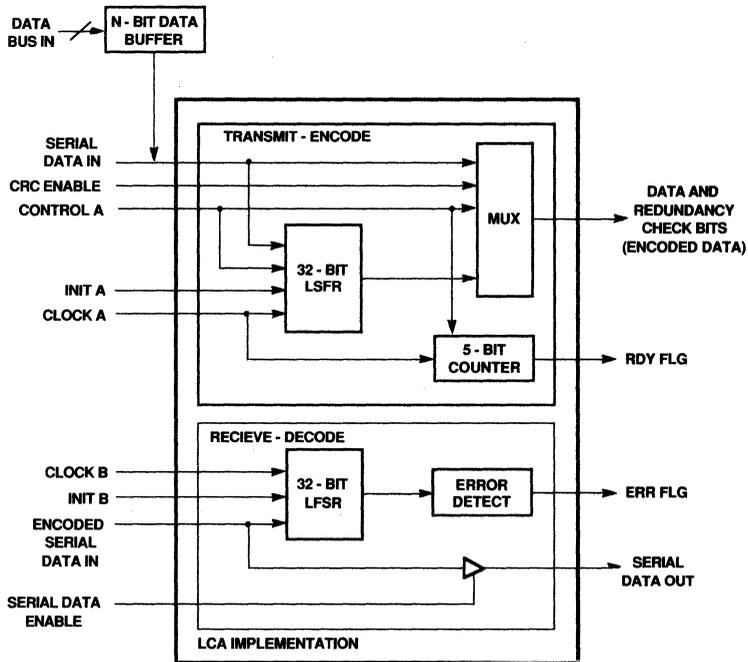 DATA
BUS IN
N - BIT DATA
BUFFER
TRANSMIT - ENCODE
SERIAL
DATA IN
CRC ENABLE
CONTROL A
MUX
DATA AND
REDUNDANCY
CHECK BITS
(ENCODED DATA)
32 - BIT
LSFR
INIT A
CLOCK A
5 - BIT
COUNTER
RDY FLG
RECIEVE - DECODE
CLOCK B
INIT B
ENCODED
SERIAL
DATA IN
32 - BIT
LFSR
ERROR
DETECT
ERR FLG
SERIAL
DATA OUT
SERIAL DATA
ENABLE
LCA IMPLEMENTATION